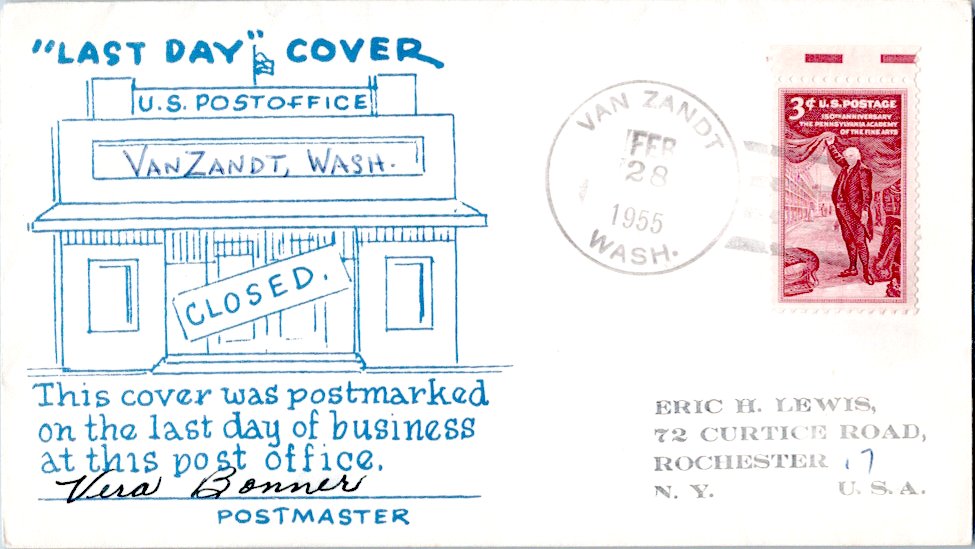 "LAST DAY" COVER
U.S. POSTOFFICE
VANZANDT, WASH.
CLOSED.
This cover was postmarked
on the last day of business
at this post office.
Vera Bonner
POSTMASTER
VAN ZANDT
FEB
28
1955
WASH.
3¢ U.S. POSTAGE
150TH ANNIVERSARY
THE PENNSYLVANIA ACADEMY
OF THE FINE ARTS
ERIC H. LEWIS,
72 CURTICE ROAD,
ROCHESTER 17
N. Y. U. S. A.